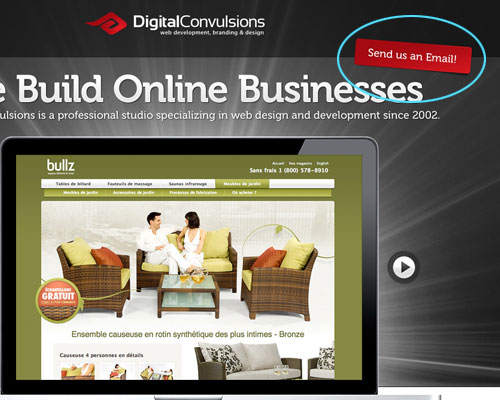 DigitalConvulsions
web development, branding & design
Send us an Email!
e Build Online Businesses
ulsions is a professional studio specializing in web design and development since 2002.
bullz
Accueil Nos magasins English
Sans frais 1 (800) 578-8910
Tables de billard Fauteuils de massage Saunas infrarouge Meubles de jardin
Meubles de jardin Accessoires de jardin Processus de fabrication Où acheter ?
ÉCHANTILLONS
GRATUIT
Ensemble causeuse en rotin synthétique des plus intimes - Bronze
Causeuse 4 personnes en détails